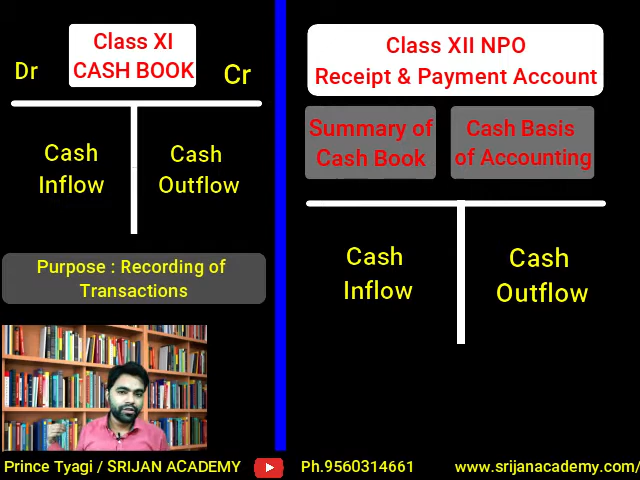 Class XI
CASH BOOK
Dr
Cr
Cash
Inflow
Cash
Outflow
Purpose : Recording of
Transactions
Class XII NPO
Receipt & Payment Account
Summary of
Cash Book
Cash Basis
of Accounting
Cash
Inflow
Cash
Outflow
Prince Tyagi / SRIJAN ACADEMY
Ph.9560314661
www.srijanacademy.com/